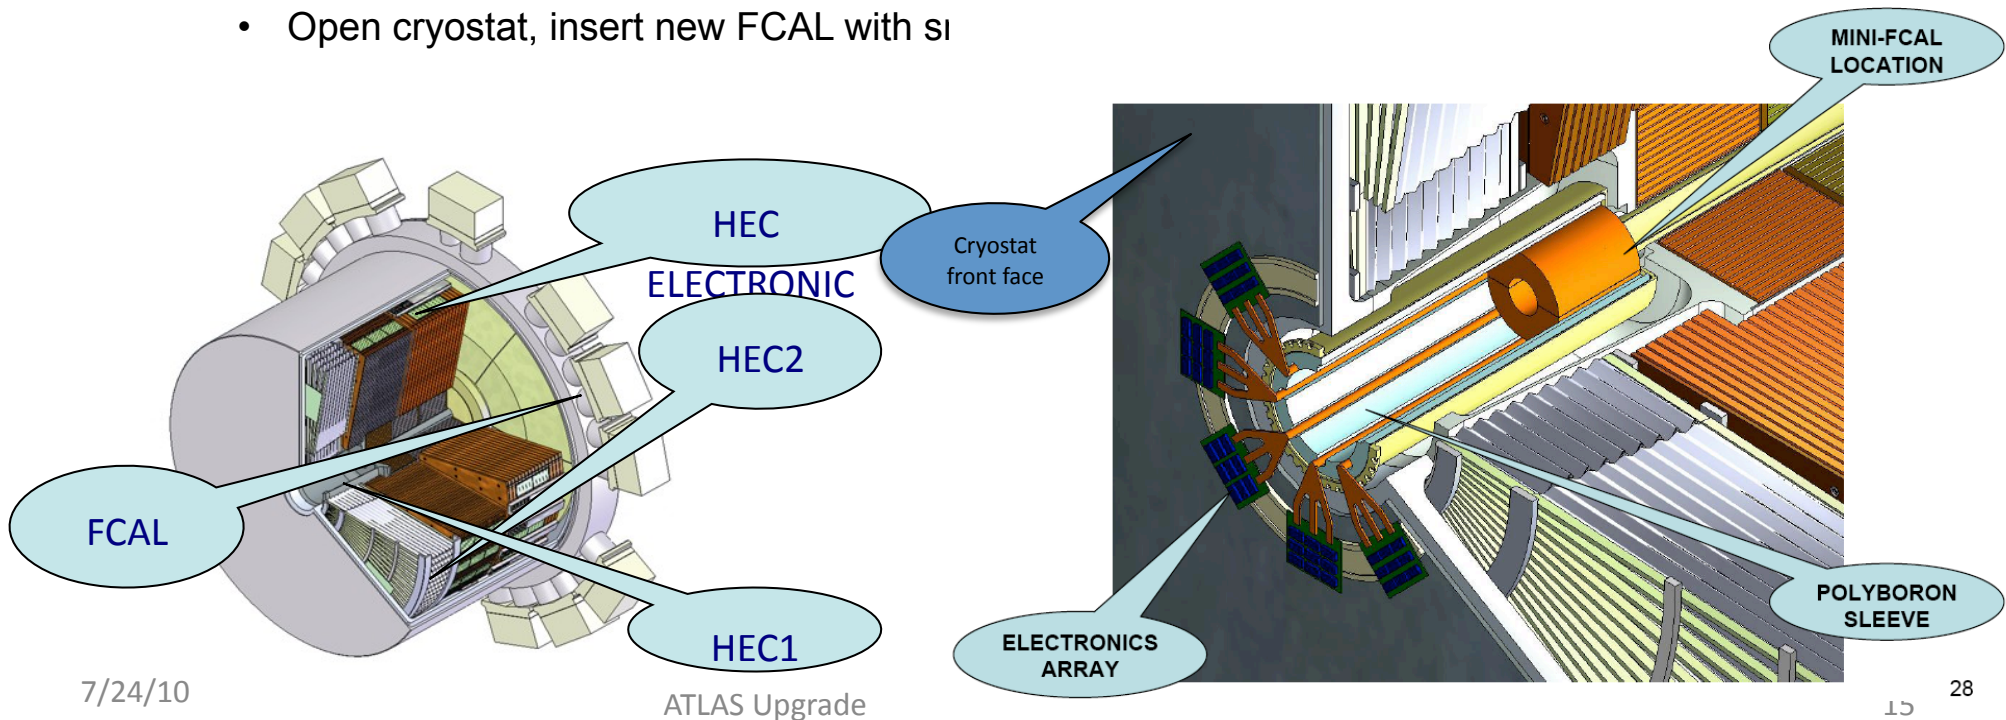 • Open cryostat, insert new FCAL with
MINI-FCAL
LOCATION
HEC
ELECTRONIC
Cryostat
front face
HEC2
FCAL
HEC1
ELECTRONICS
ARRAY
POLYBORON
SLEEVE
7/24/10
ATLAS Upgrade
15
28